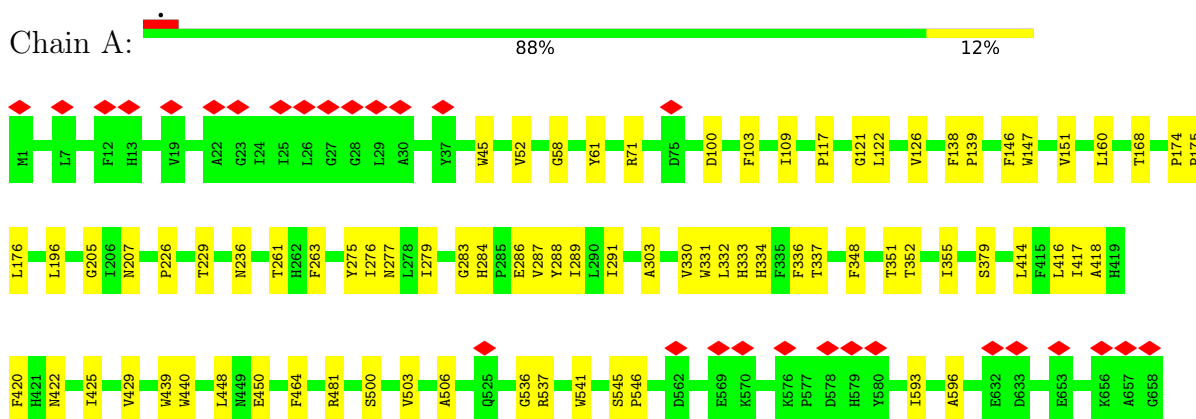 Chain A: 88% 12%
M1 L7 F12 H13 V19 A22 G23 I24 I25 L26 G27 G28 L29 A30 Y37 W45 V52 G58 Y61 R71 D75 D100 F103 I109 P117 G121 L122 V126 F138 P139 F146 W147 V151 L160 T168 P174 P175
L176 L196 G205 I206 N207 P226 T229 N236 T261 H262 F263 Y275 I276 N277 L278 I279 G283 H284 P285 E286 V287 Y288 I289 L290 I291 A303 V330 W331 L332 H333 H334 F335 F336 T337 F348 T351 T352 I355 S379 L414 F415 L416 I417 A418 H419
F420 H421 N422 I425 V429 W439 W440 L448 N449 E450 F464 R481 S500 V503 A506 Q525 G536 R537 W541 S545 P546 D562 E569 K570 K576 P577 D578 H579 Y580 I593 A596 E632 D633 E653 K656 A657 G658